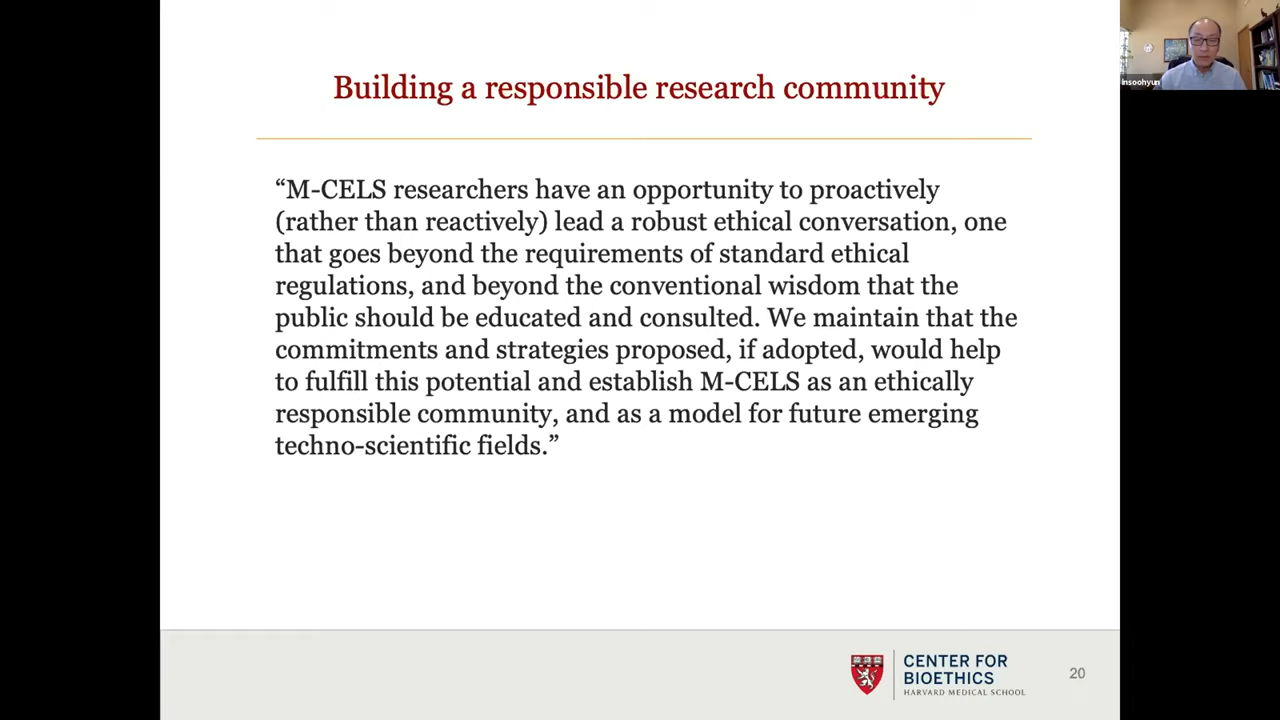 Building a responsible research community
“M-CELS researchers have an opportunity to proactively
(rather than reactively) lead a robust ethical conversation, one
that goes beyond the requirements of standard ethical
regulations, and beyond the conventional wisdom that the
public should be educated and consulted. We maintain that the
commitments and strategies proposed, if adopted, would help
to fulfill this potential and establish M-CELS as an ethically
responsible community, and as a model for future emerging
techno-scientific fields.”
CENTER FOR
BIOETHICS
HARVARD MEDICAL SCHOOL
20
insoohyun